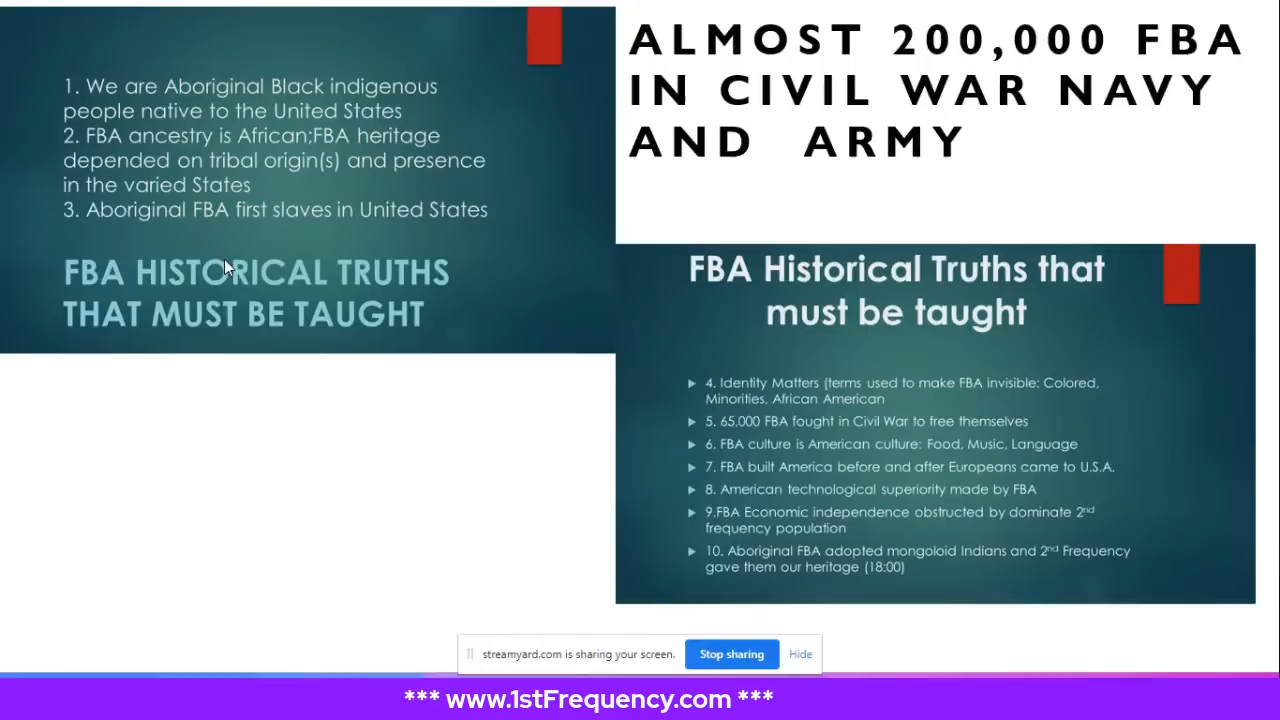 1. We are Aboriginal Black indigenous
people native to the United States
2. FBA ancestry is African;FBA heritage
depended on tribal origin(s) and presence
in the varied States
3. Aboriginal FBA first slaves in United States
FBA HISTORICAL TRUTHS
THAT MUST BE TAUGHT
ALMOST 200,000 FBA
IN CIVIL WAR NAVY
AND ARMY
FBA Historical Truths that
must be taught
4. Identity Matters (terms used to make FBA invisible: Colored,
Minorities, African American
5. 65,000 FBA fought in Civil War to free themselves
6. FBA culture is American culture: Food, Music, Language
7. FBA built America before and after Europeans came to U.S.A.
8. American technological superiority made by FBA
9.FBA Economic independence obstructed by dominate 2nd
frequency population
10. Aboriginal FBA adopted mongoloid Indians and 2nd Frequency
gave them our heritage (18:00)
streamyard.com is sharing your screen. Stop sharing Hide
*** www.1stFrequency.com ***